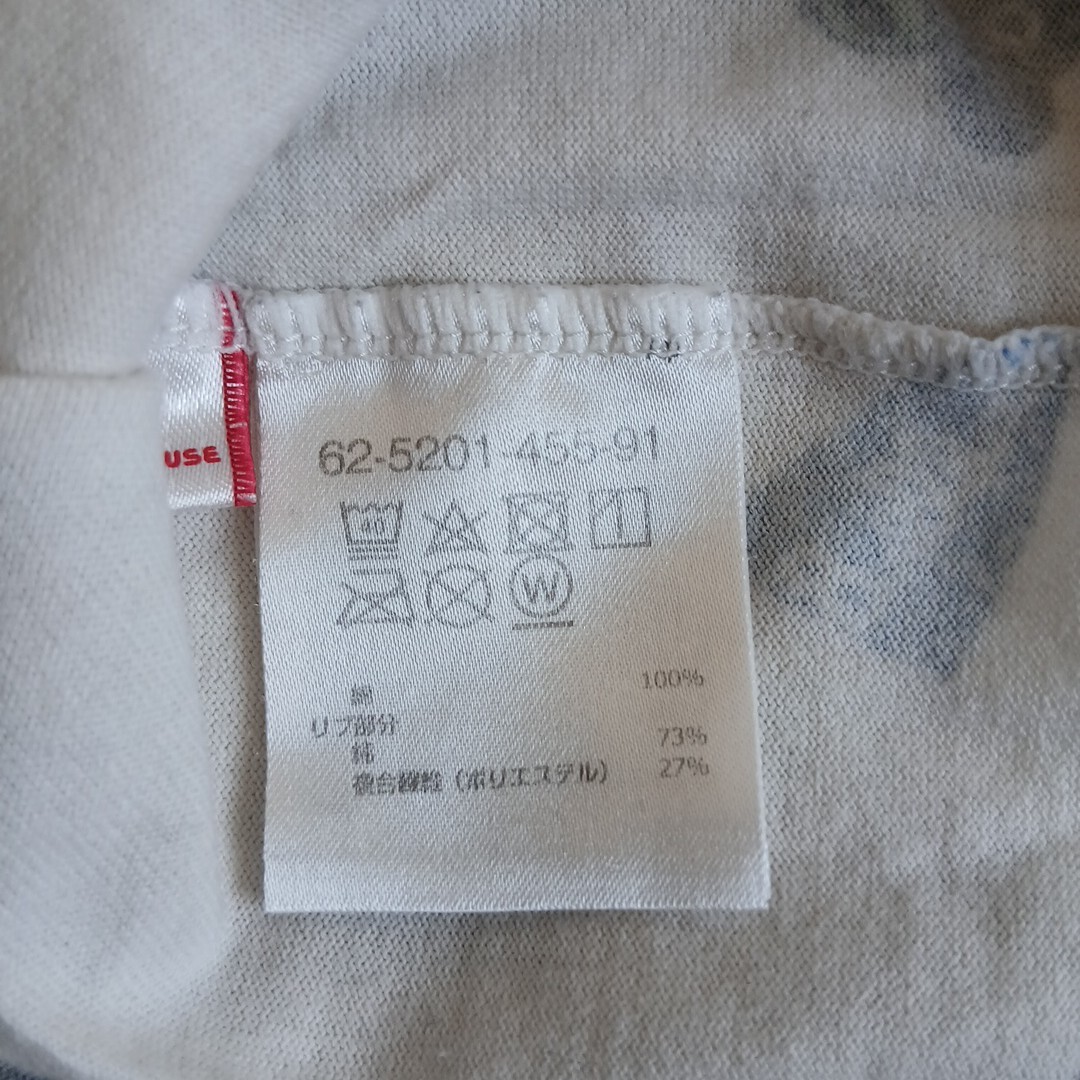 62-5201-455-91
USE
40
W
綿 100%
リブ部分
綿 73%
複合繊維(ポリエステル) 27%